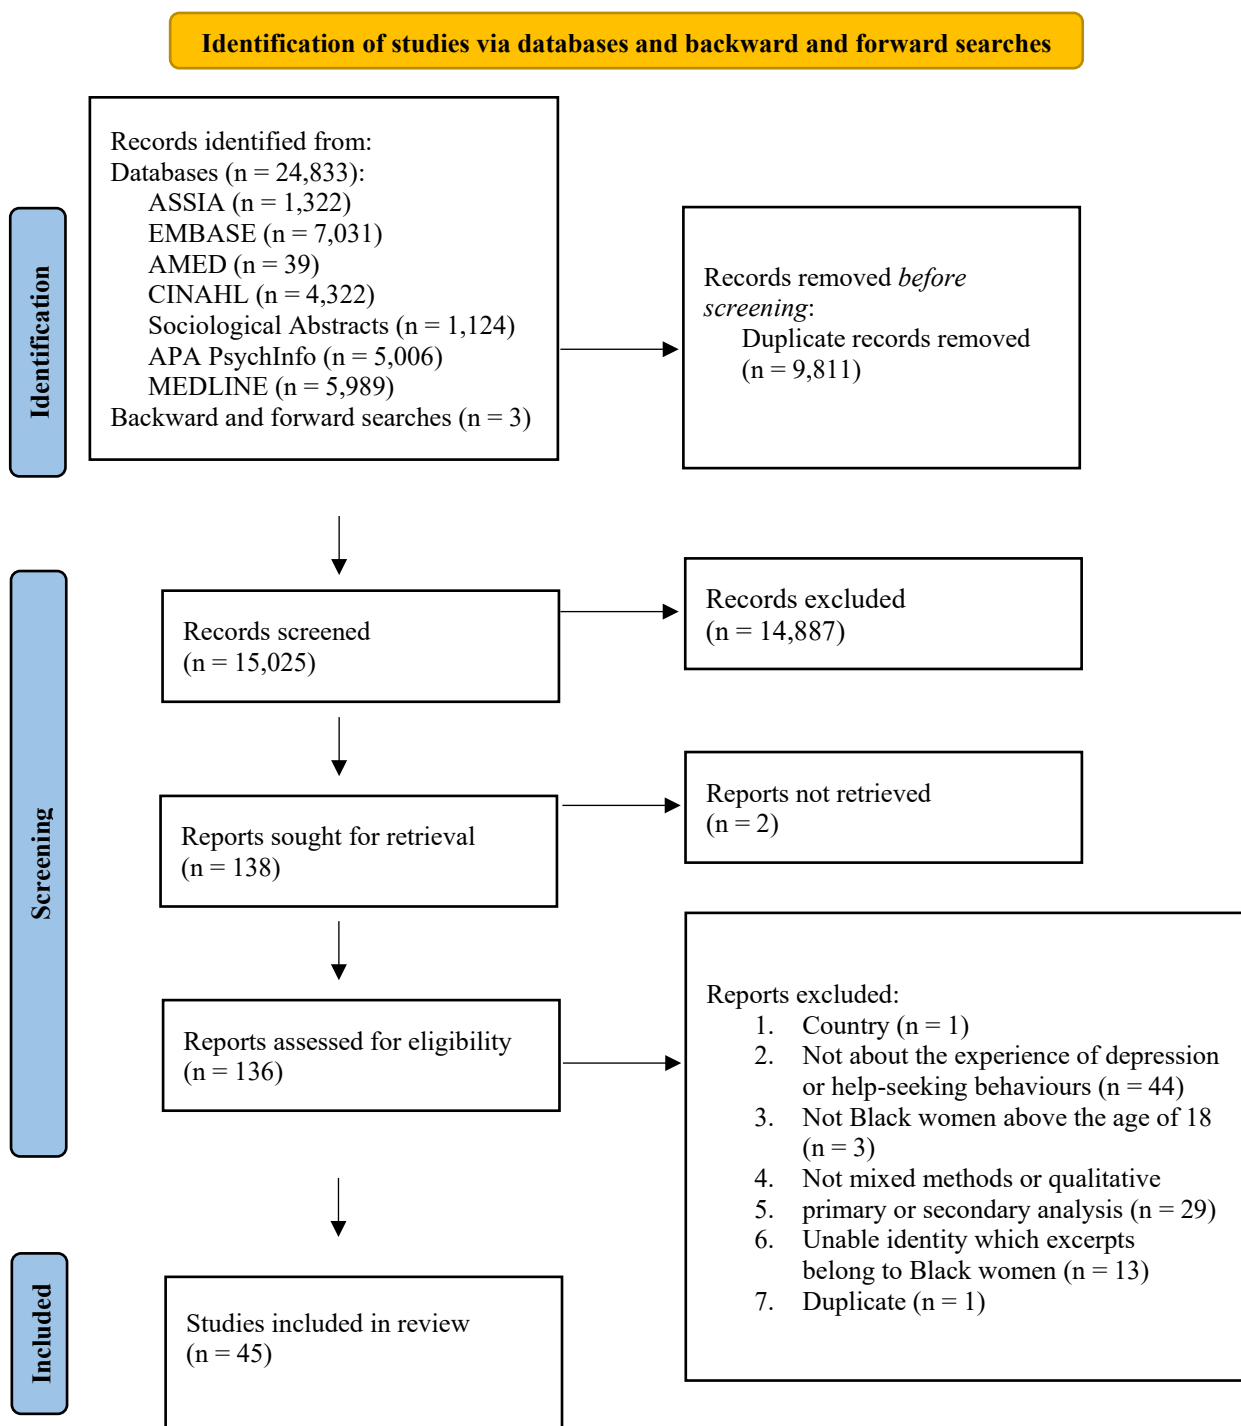 Identification of studies via databases and backward and forward searches
Identification
Records identified from:
Databases (n = 24,833):
ASSIA (n = 1,322)
EMBASE (n = 7,031)
AMED (n = 39)
CINAHL (n = 4,322)
Sociological Abstracts (n = 1,124)
APA PsychInfo (n = 5,006)
MEDLINE (n = 5,989)
Backward and forward searches (n = 3)
Records removed before
screening:
Duplicate records removed
(n = 9,811)
Screening
Records screened
(n = 15,025)
Records excluded
(n = 14,887)
Reports sought for retrieval
(n = 138)
Reports not retrieved
(n = 2)
Reports assessed for eligibility
(n = 136)
Reports excluded:
1. Country (n = 1)
2. Not about the experience of depression
or help-seeking behaviours (n = 44)
3. Not Black women above the age of 18
(n = 3)
4. Not mixed methods or qualitative
5. primary or secondary analysis (n = 29)
6. Unable identity which excerpts
belong to Black women (n = 13)
7. Duplicate (n = 1)
Included
Studies included in review
(n = 45)